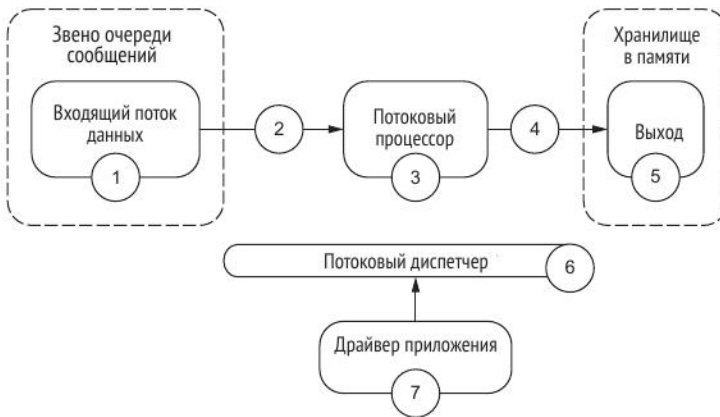 Звено очереди
сообщений
Входящий поток
данных
1
2
Потоковый
процессор
3
4
Хранилище
в памяти
Выход
5
Потоковый диспетчер
6
Драйвер приложения
7